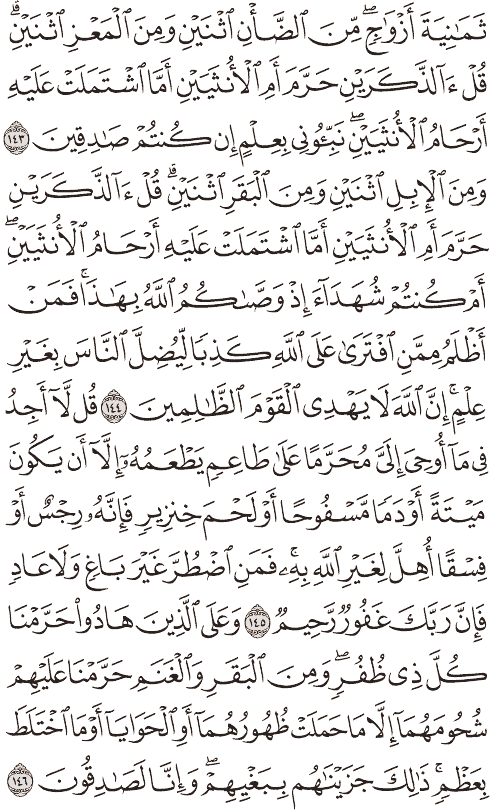 ثَمَٰنِيَةَ أَزۡوَٰجٖۖ مِّنَ ٱلضَّأۡنِ ٱثۡنَيۡنِ وَمِنَ ٱلۡمَعۡزِ ٱثۡنَيۡنِۗ
قُلۡ ءَآلذَّكَرَيۡنِ حَرَّمَ أَمِ ٱلۡأُنثَيَيۡنِ أَمَّا ٱشۡتَمَلَتۡ عَلَيۡهِ
أَرۡحَامُ ٱلۡأُنثَيَيۡنِۖ نَبِّـُٔونِي بِعِلۡمٍ إِن كُنتُمۡ صَٰدِقِينَ ١٤٣
وَمِنَ ٱلۡإِبِلِ ٱثۡنَيۡنِ وَمِنَ ٱلۡبَقَرِ ٱثۡنَيۡنِۗ قُلۡ ءَآلذَّكَرَيۡنِ
حَرَّمَ أَمِ ٱلۡأُنثَيَيۡنِ أَمَّا ٱشۡتَمَلَتۡ عَلَيۡهِ أَرۡحَامُ ٱلۡأُنثَيَيۡنِۖ
أَمۡ كُنتُمۡ شُهَدَآءَ إِذۡ وَصَّىٰكُمُ ٱللَّهُ بِهَٰذَاۚ فَمَنۡ
أَظۡلَمُ مِمَّنِ ٱفۡتَرَىٰ عَلَى ٱللَّهِ كَذِبٗا لِّيُضِلَّ ٱلنَّاسَ بِغَيۡرِ
عِلۡمٍۚ إِنَّ ٱللَّهَ لَا يَهۡدِي ٱلۡقَوۡمَ ٱلظَّٰلِمِينَ ١٤٤ قُل لَّآ أَجِدُ
فِي مَآ أُوحِيَ إِلَيَّ مُحَرَّمًا عَلَىٰ طَاعِمٖ يَطۡعَمُهُۥٓ إِلَّآ أَن يَكُونَ
مَيۡتَةً أَوۡ دَمٗا مَّسۡفُوحًا أَوۡ لَحۡمَ خِنزِيرٖ فَإِنَّهُۥ رِجۡسٌ أَوۡ
فِسۡقًا أُهِلَّ لِغَيۡرِ ٱللَّهِ بِهِۦۚ فَمَنِ ٱضۡطُرَّ غَيۡرَ بَاغٖ وَلَا عَادٖ
فَإِنَّ رَبَّكَ غَفُورٞ رَّحِيمٞ ١٤٥ وَعَلَى ٱلَّذِينَ هَادُواْ حَرَّمۡنَا
كُلَّ ذِي ظُفُرٖۖ وَمِنَ ٱلۡبَقَرِ وَٱلۡغَنَمِ حَرَّمۡنَا عَلَيۡهِمۡ
شُحُومَهُمَآ إِلَّا مَا حَمَلَتۡ ظُهُورُهُمَآ أَوِ ٱلۡحَوَايَآ أَوۡ مَا ٱخۡتَلَطَ
بِعَظۡمٖۚ ذَٰلِكَ جَزَيۡنَٰهُم بِبَغۡيِهِمۡۖ وَإِنَّا لَصَٰدِقُونَ ١٤٦